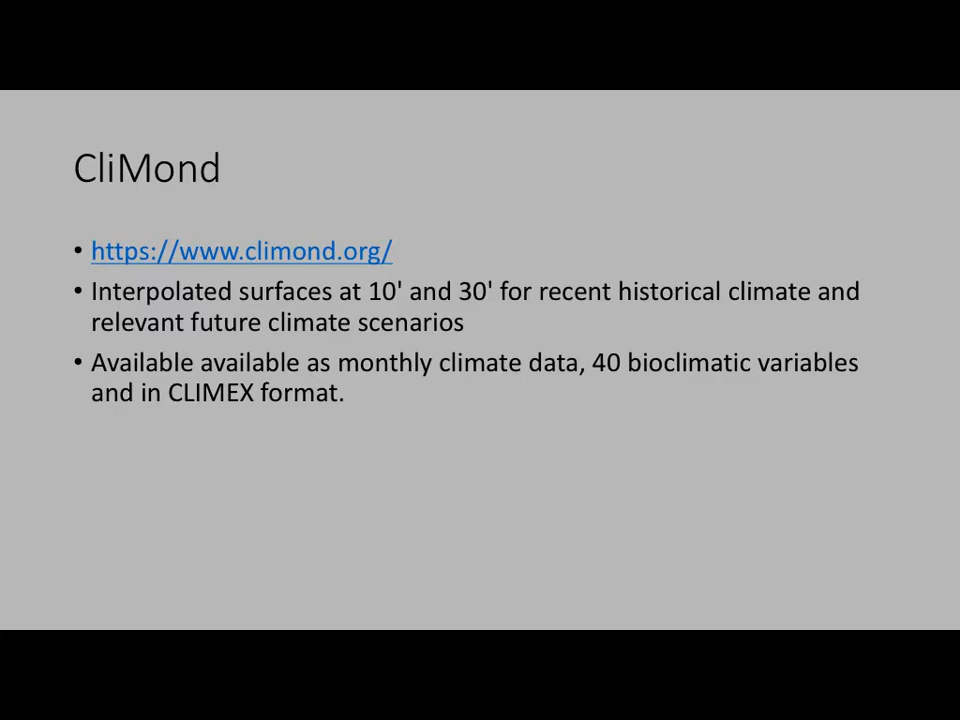 CliMond
• https://www.climond.org/
• Interpolated surfaces at 10' and 30' for recent historical climate and
relevant future climate scenarios
• Available available as monthly climate data, 40 bioclimatic variables
and in CLIMEX format.